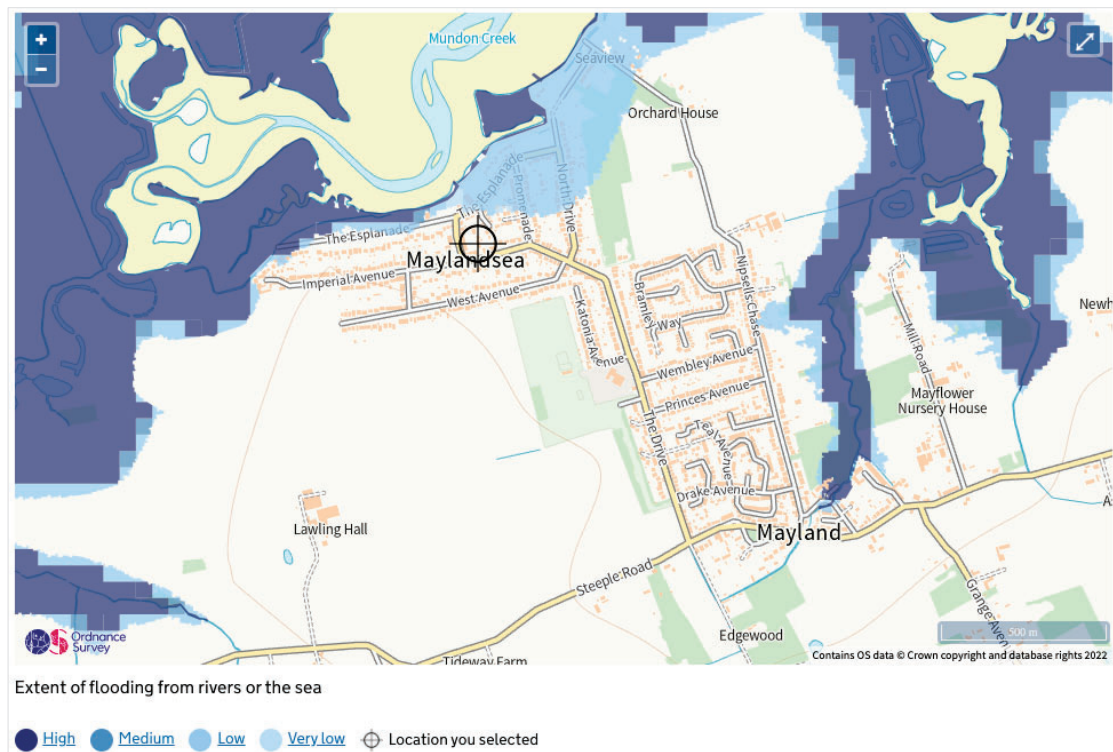 +
−
Mundon Creek
Seaview
Orchard House
The Esplanade
Promenade
North Drive
The Esplanade
Maylandsea
Imperial Avenue
West Avenue
Katonia Avenue
Bramley Way
Nipsells Chase
Wembley Avenue
Princes Avenue
The Drive
Teal Avenue
Drake Avenue
Mill Road
Newh
Mayflower
Nursery House
Lawling Hall
Mayland
A
Steeple Road
Grange Aven
Edgewood
Tideway Farm
OS Ordnance
Survey
500 m
Contains OS data © Crown copyright and database rights 2022
Extent of flooding from rivers or the sea
High Medium Low Very low Location you selected